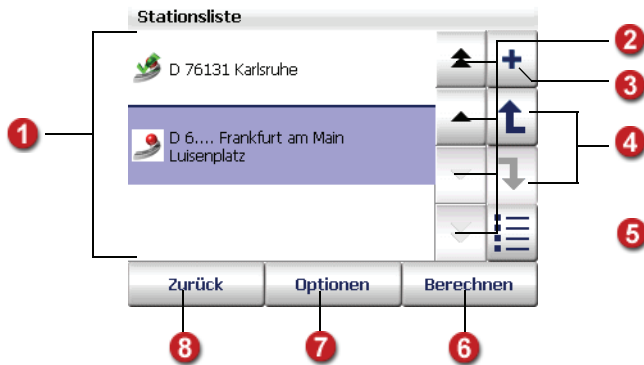 Stationsliste
D 76131 Karlsruhe
D 6.... Frankfurt am Main
Luisenplatz
Zurück
Optionen
Berechnen
1
2
3
4
5
6
7
8